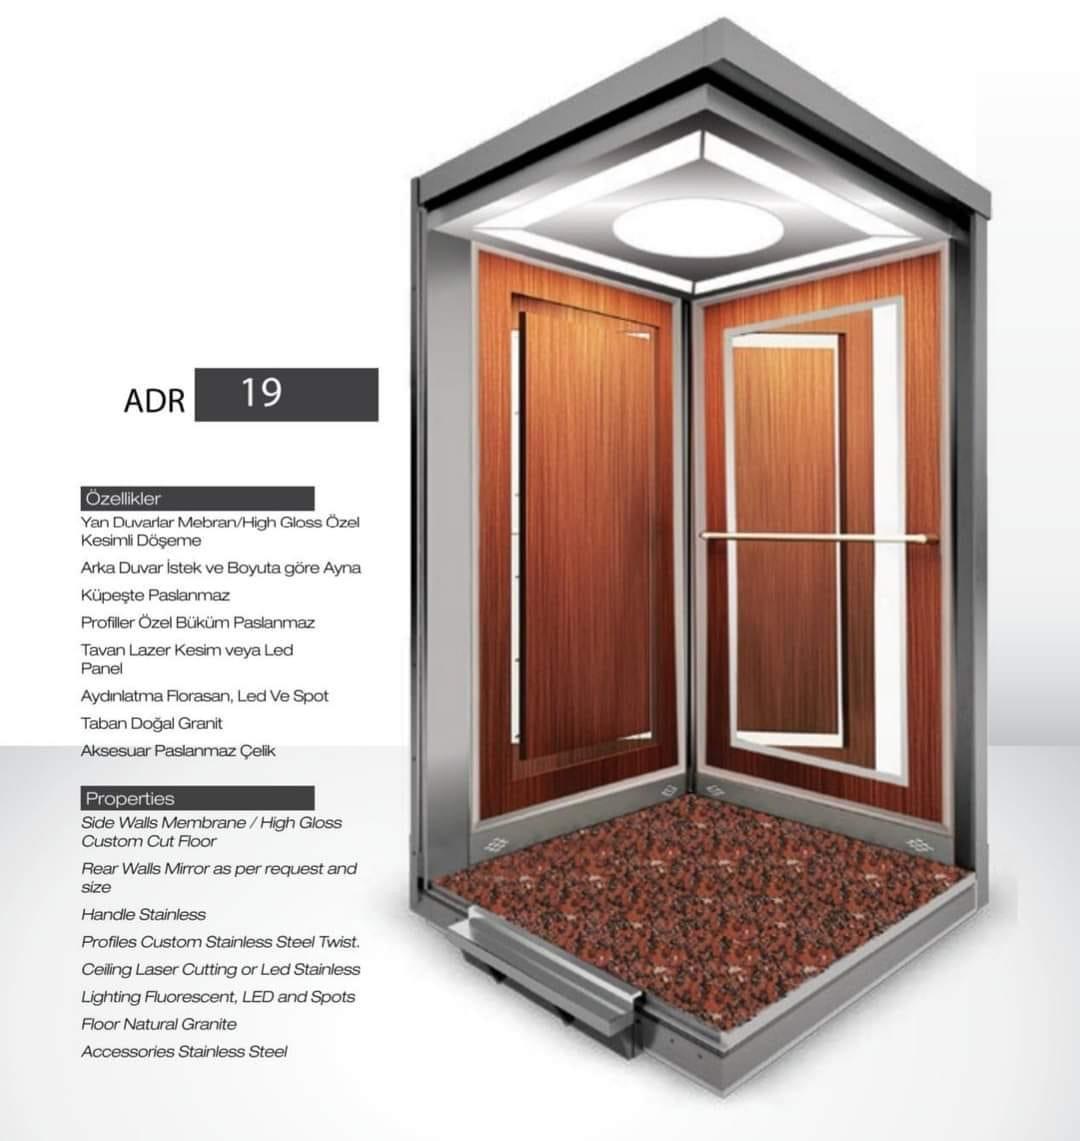 ADR 19
Özellikler
Yan Duvarlar Mebran/High Gloss Özel
Kesimli Döşeme
Arka Duvar İstek ve Boyuta göre Ayna
Küpeşte Paslanmaz
Profiller Özel Büküm Paslanmaz
Tavan Lazer Kesim veya Led
Panel
Aydınlatma Florasan, Led Ve Spot
Taban Doğal Granit
Aksesuar Paslanmaz Çelik
Properties
Side Walls Membrane / High Gloss
Custom Cut Floor
Rear Walls Mirror as per request and
size
Handle Stainless
Profiles Custom Stainless Steel Twist.
Ceiling Laser Cutting or Led Stainless
Lighting Fluorescent, LED and Spots
Floor Natural Granite
Accessories Stainless Steel